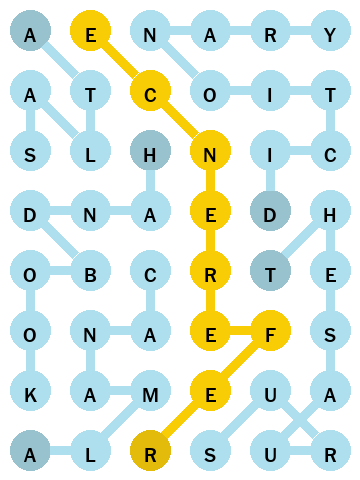 A E N A R Y
A T C O I T
S L H N I C
D N A E D H
O B C R T E
O N A E F S
K A M E U A
A L R S U R